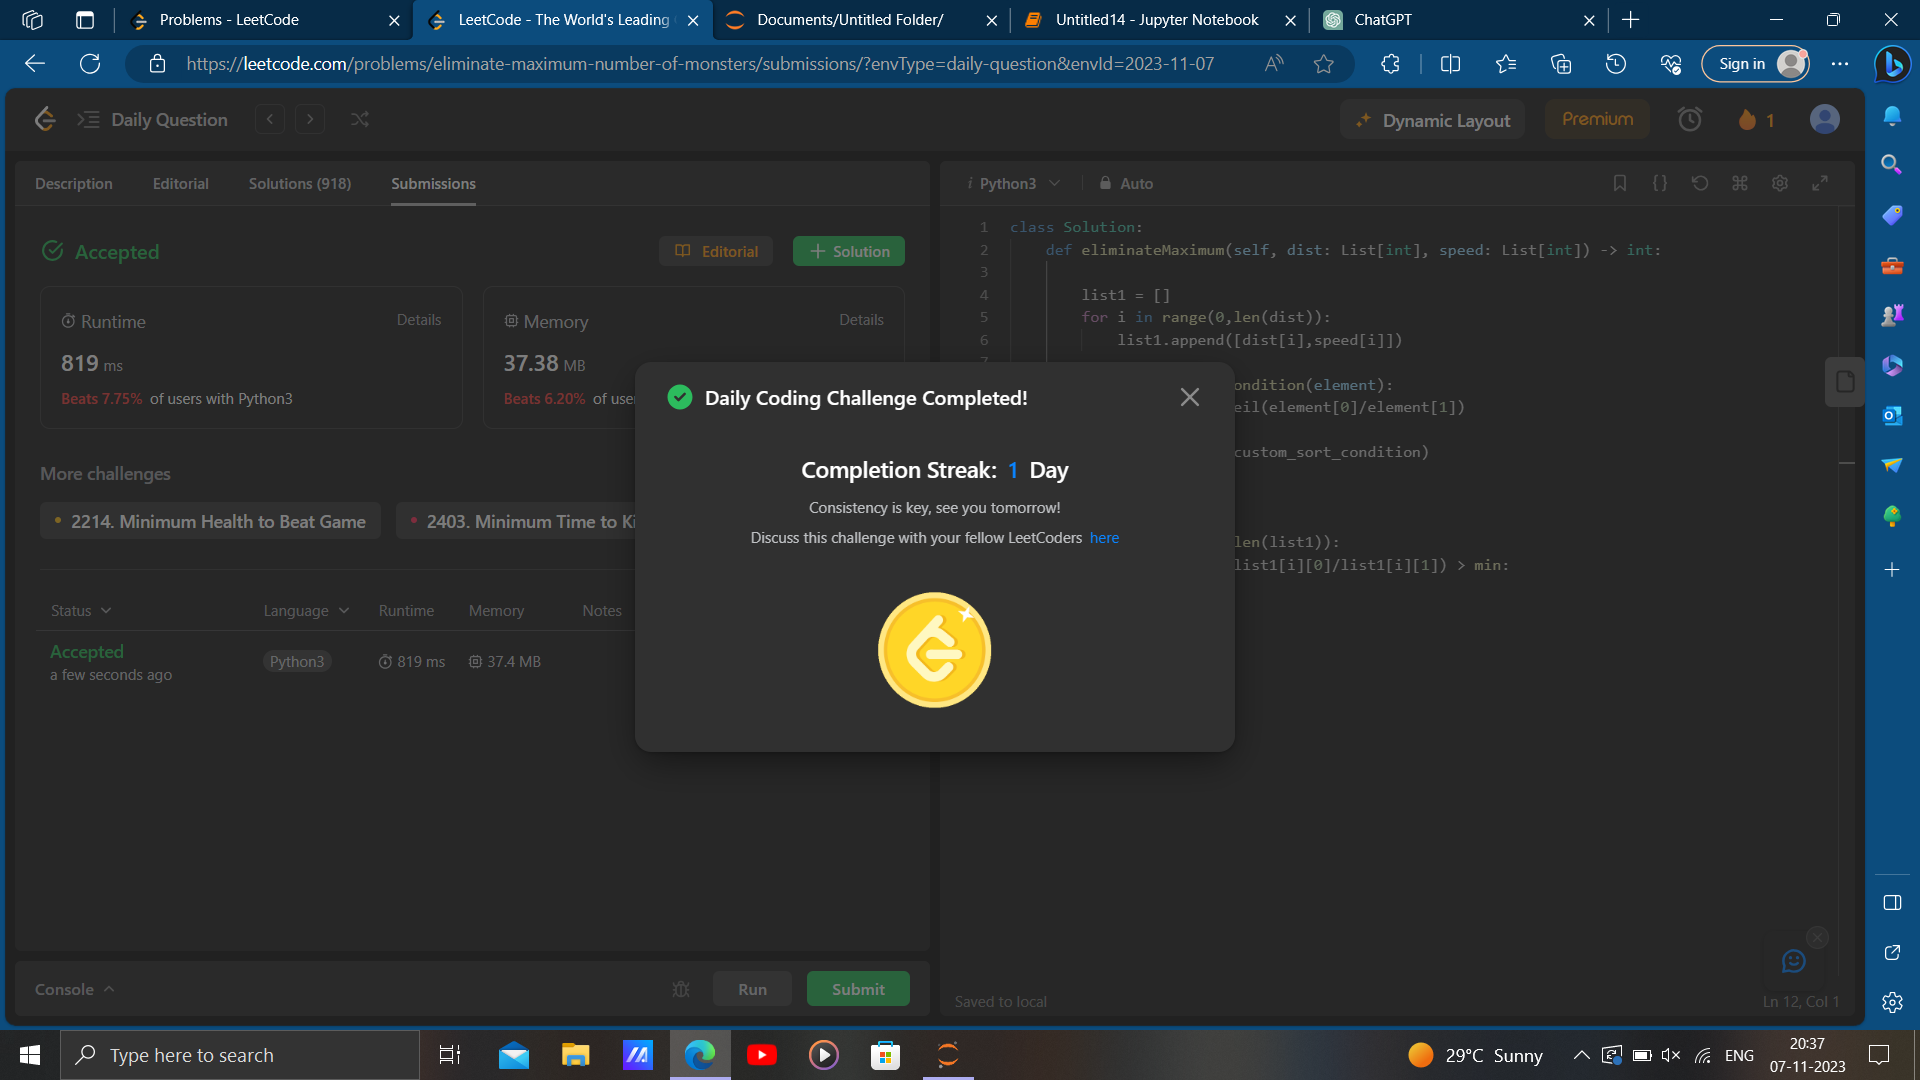 Problems - LeetCode
LeetCode - The World's Leading
Documents/Untitled Folder/
Untitled14 - Jupyter Notebook
ChatGPT
https://leetcode.com/problems/eliminate-maximum-number-of-monsters/submissions/?envType=daily-question&envId=2023-11-07
Sign in
Daily Question
Dynamic Layout
Premium
1
Description
Editorial
Solutions (918)
Submissions
Accepted
Editorial
+ Solution
Runtime
Details
819 ms
Beats 7.75% of users with Python3
Memory
Details
37.38 MB
Beats 6.20% of use
More challenges
2214. Minimum Health to Beat Game
2403. Minimum Time to Ki
Status
Language
Runtime
Memory
Notes
Accepted
a few seconds ago
Python3
819 ms
37.4 MB
Console
Run
Submit
i Python3
Auto
{}
1 class Solution:
2 def eliminateMaximum(self, dist: List[int], speed: List[int]) -> int:
3
4 list1 = []
5 for i in range(0,len(dist)):
6 list1.append([dist[i],speed[i]])
7
ondition(element):
eil(element[0]/element[1])
custom_sort_condition)
len(list1)):
list1[i][0]/list1[i][1]) > min:
Saved to local
Ln 12, Col 1
Daily Coding Challenge Completed!
Completion Streak: 1 Day
Consistency is key, see you tomorrow!
Discuss this challenge with your fellow LeetCoders here
Type here to search
29°C Sunny
ENG
20:37
07-11-2023